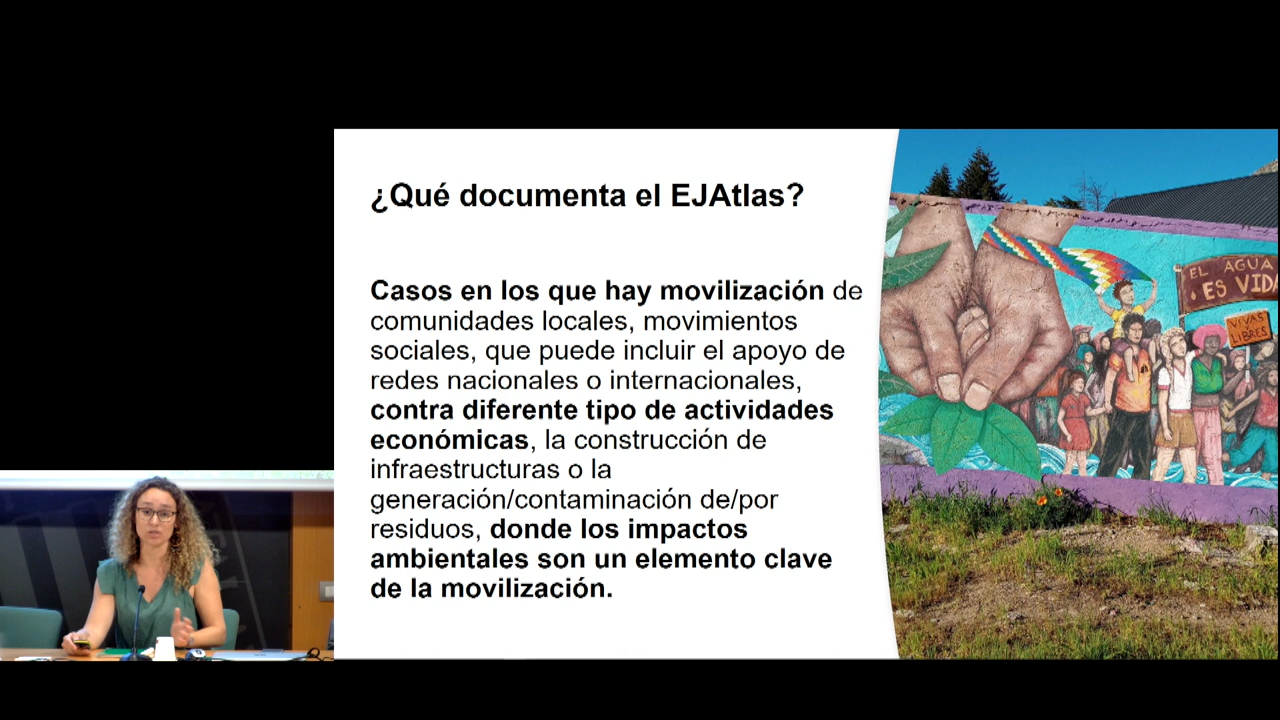 ¿Qué documenta el EJAtlas?
Casos en los que hay movilización de
comunidades locales, movimientos
sociales, que puede incluir el apoyo de
redes nacionales o internacionales,
contra diferente tipo de actividades
económicas, la construcción de
infraestructuras o la
generación/contaminación de/por
residuos, donde los impactos
ambientales son un elemento clave
de la movilización.
EL AGUA
ES VIDA
VIVAS
LIBRES